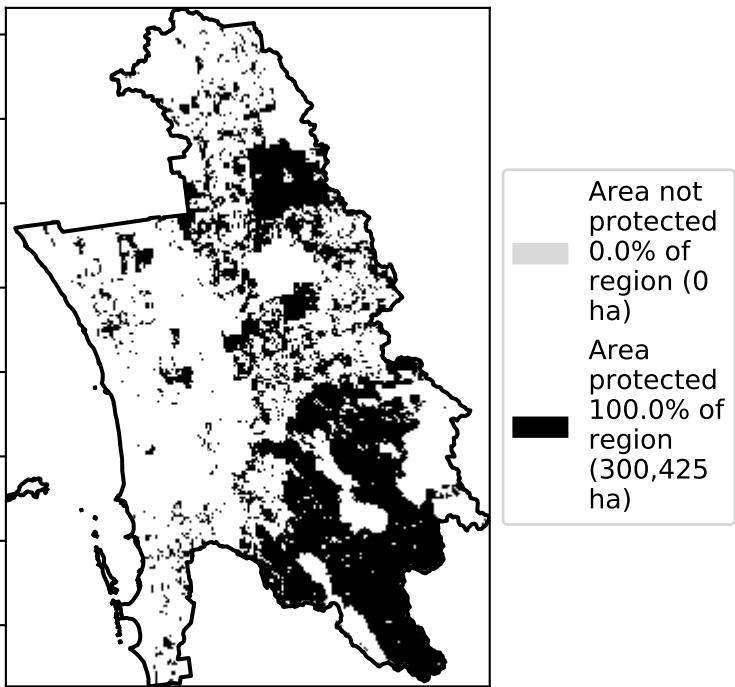 Area not
protected
0.0% of
region (0
ha)
Area
protected
100.0% of
region
(300,425
ha)